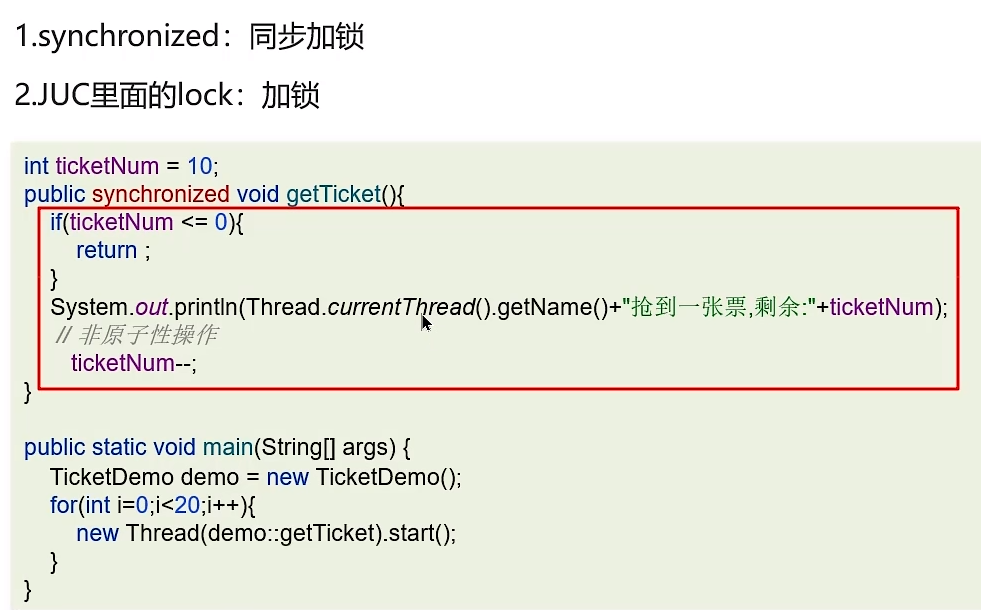 1.synchronized：同步加锁
2.JUC里面的lock：加锁
int ticketNum = 10;
public synchronized void getTicket(){
if(ticketNum <= 0){
return ;
}
System.out.println(Thread.currentThread().getName()+"抢到一张票,剩余:"+ticketNum);
// 非原子性操作
ticketNum--;
}
public static void main(String[] args) {
TicketDemo demo = new TicketDemo();
for(int i=0;i<20;i++){
new Thread(demo::getTicket).start();
}
}